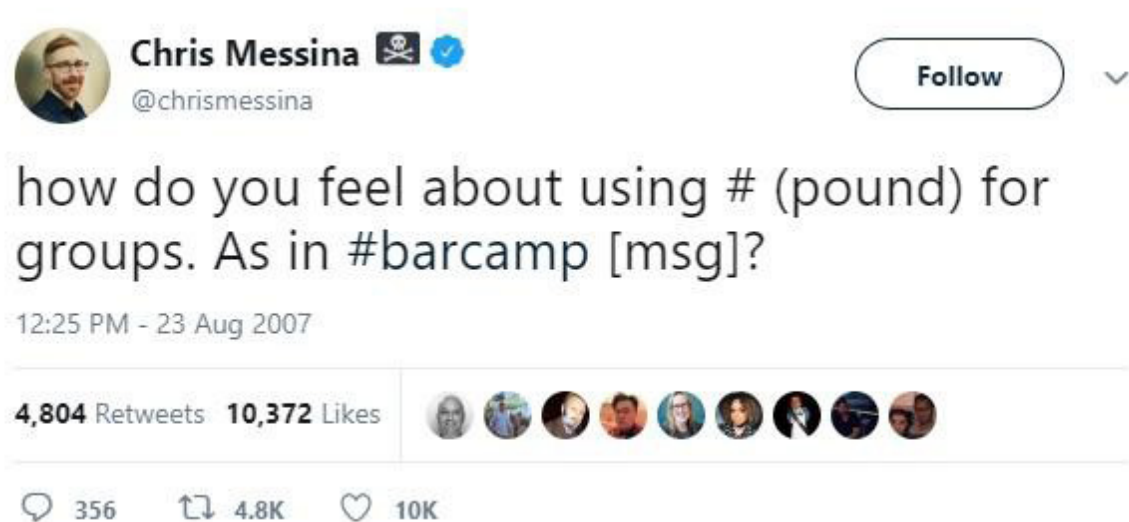 Chris Messina
@chrismessina
Follow
how do you feel about using # (pound) for
groups. As in #barcamp [msg]?
12:25 PM - 23 Aug 2007
4,804 Retweets 10,372 Likes
356 4.8K 10K